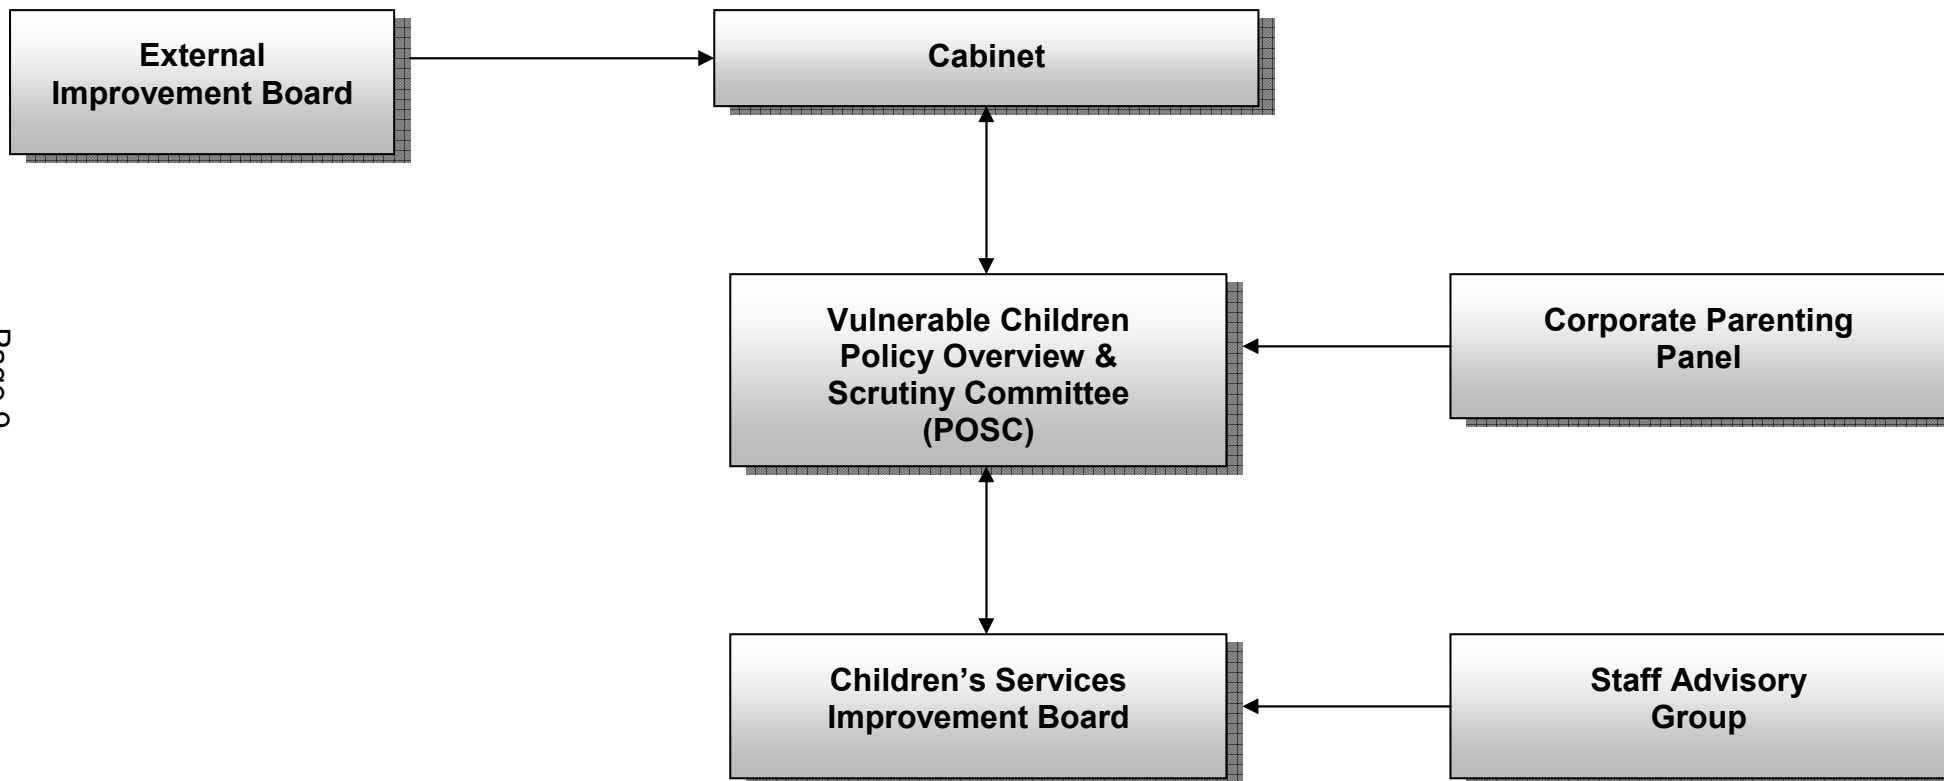 External
Improvement Board
Cabinet
Vulnerable Children
Policy Overview &
Scrutiny Committee
(POSC)
Corporate Parenting
Panel
Children’s Services
Improvement Board
Staff Advisory
Group